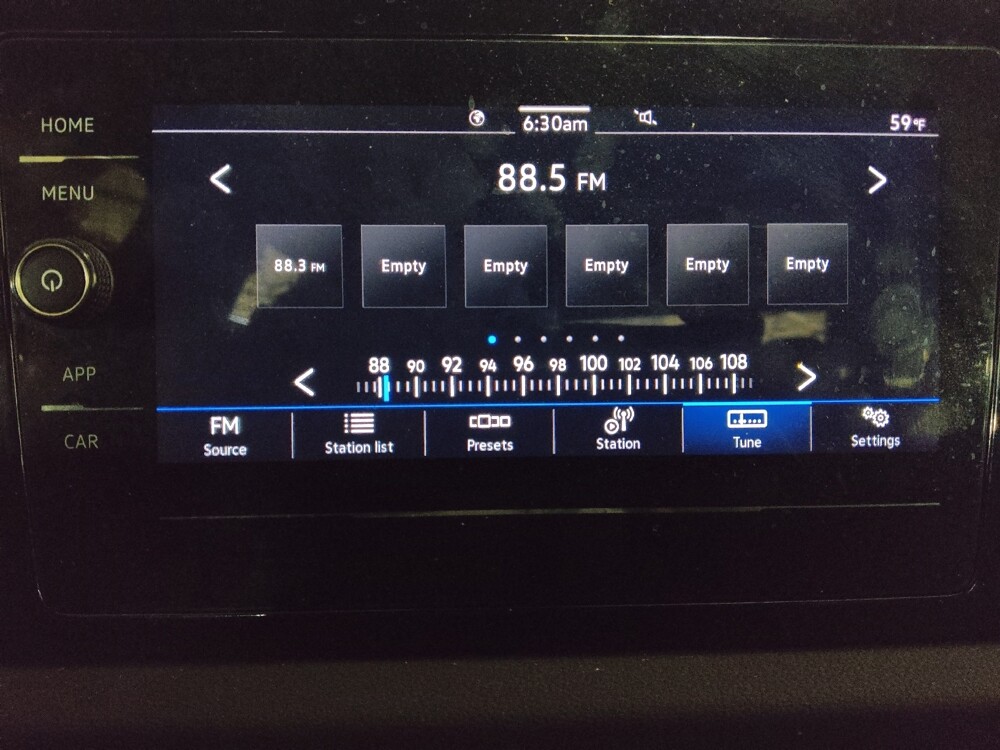 HOME
MENU
APP
CAR
6:30am
59°F
88.5 FM
88.3 FM Empty Empty Empty Empty Empty
88 90 92 94 96 98 100 102 104 106 108
FM
Source Station list Presets Station Tune Settings